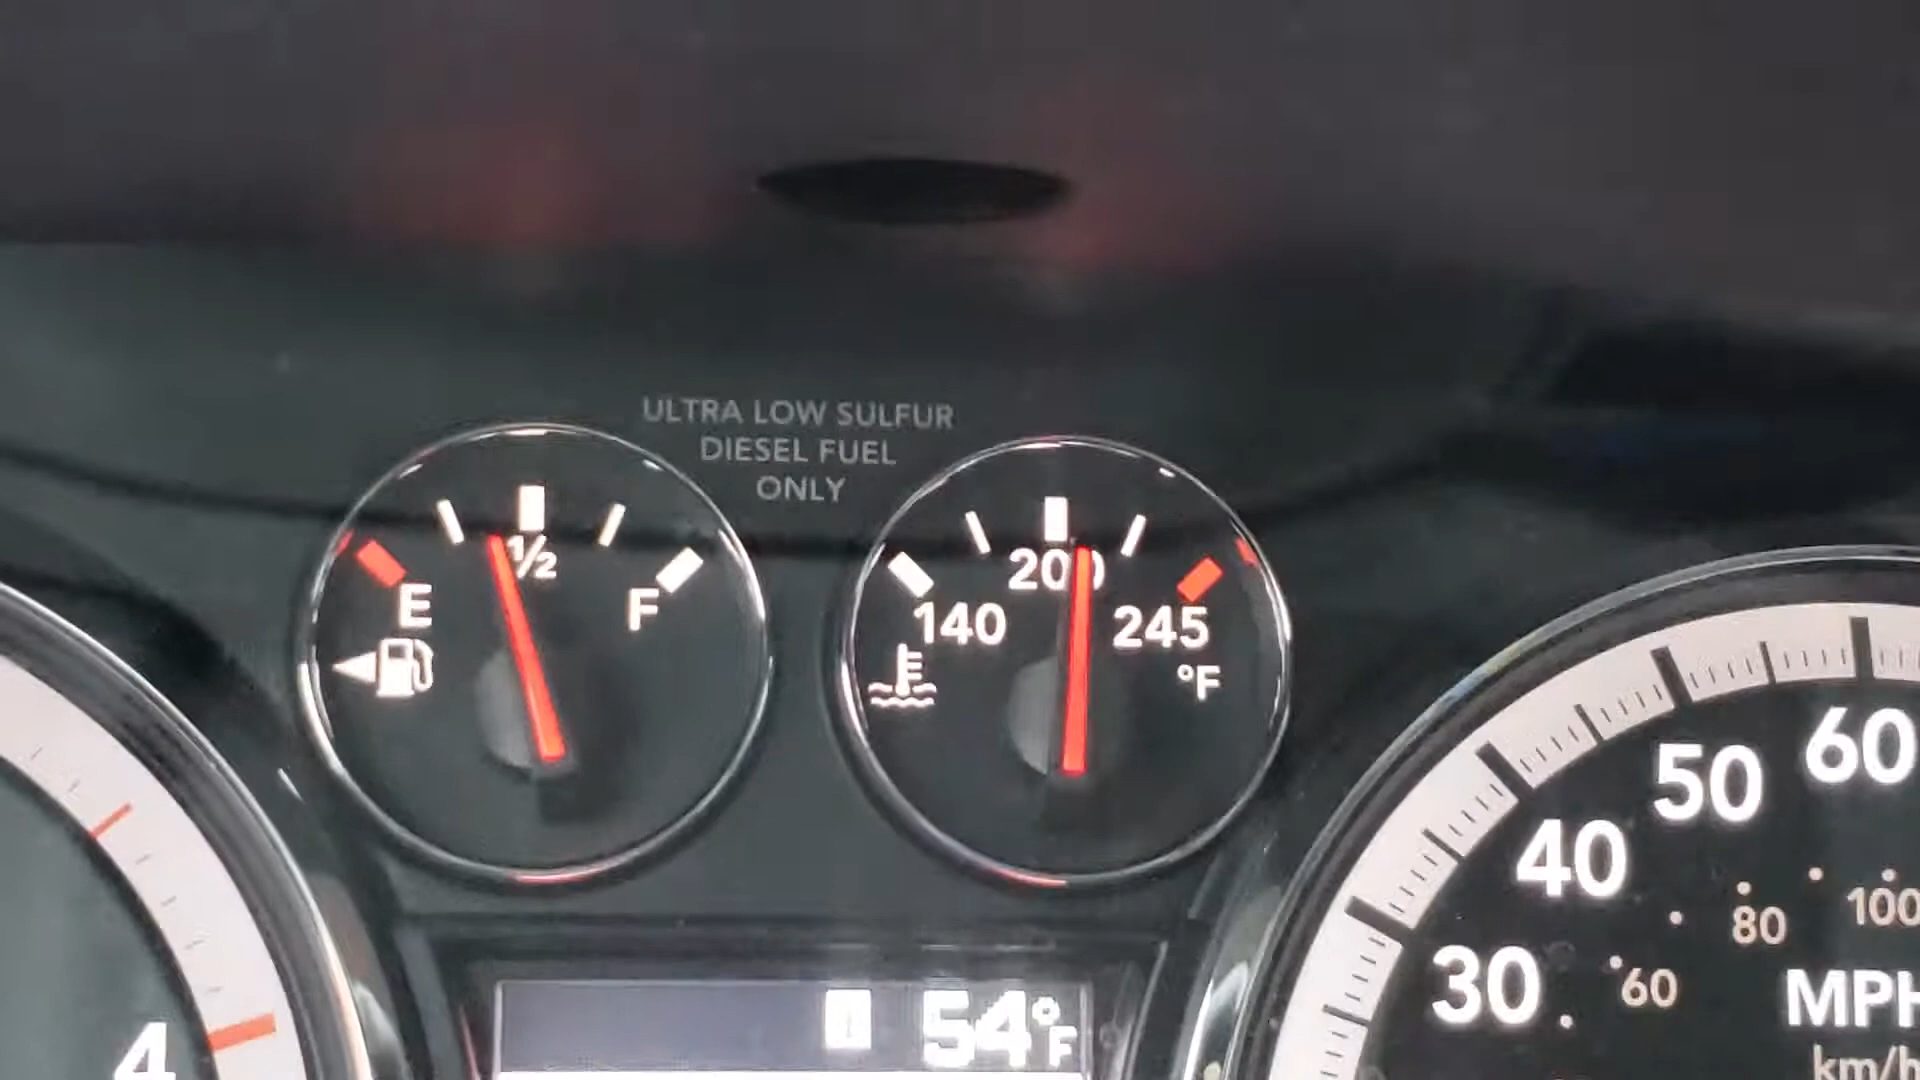 ULTRA LOW SULFUR
DIESEL FUEL
ONLY
E
½
F
140
200
245
°F
54°F
4
30
40
50
60
60
80
100
MPH
km/h